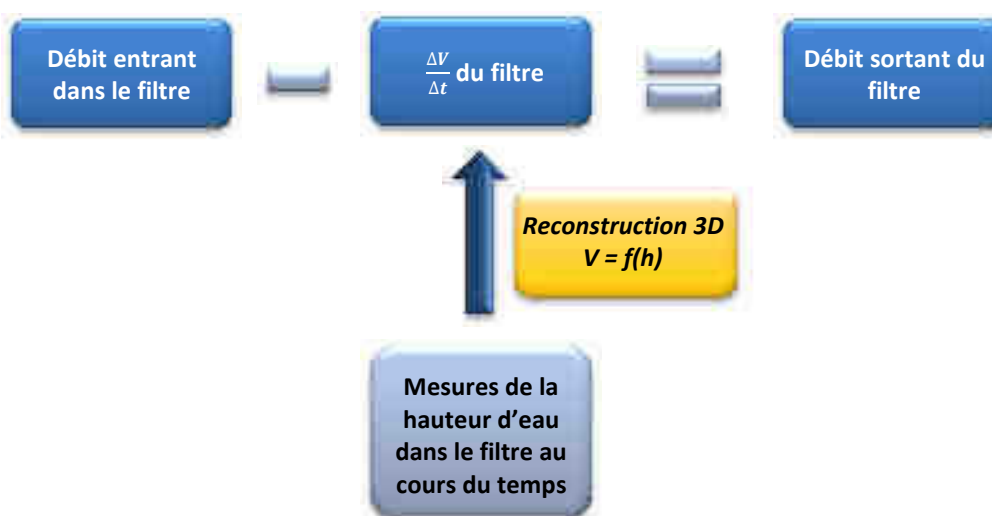 Débit entrant
dans le filtre
ΔV/Δt du filtre
Débit sortant du
filtre
Reconstruction 3D
V = f(h)
Mesures de la
hauteur d’eau
dans le filtre au
cours du temps